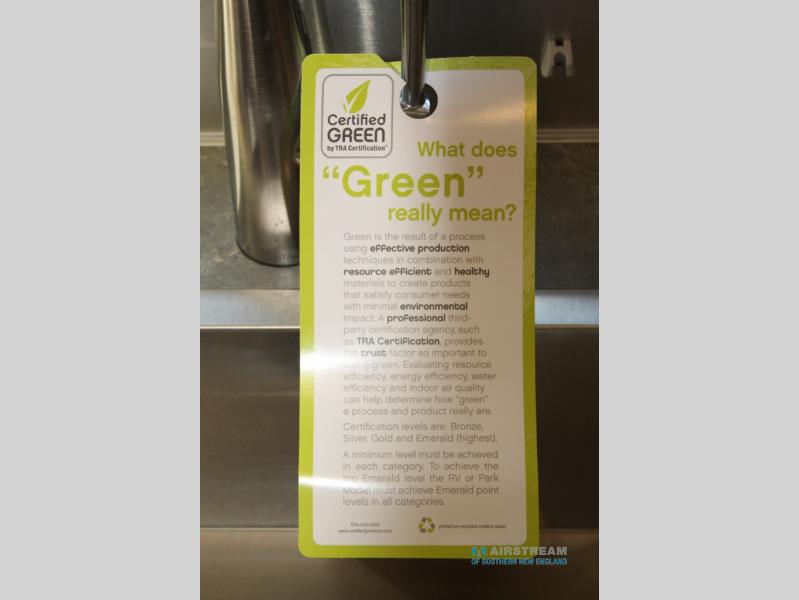 Certified
GREEN
by TRA Certification™
What does
“Green”
really mean?
Green is the result of a process
using effective production
techniques in combination with
resource efficient and healthy
materials to create products
that satisfy consumer needs
with minimal environmental
impact. A professional third-
party certification agency, such
as TRA Certification, provides
the trust factor so important to
being green. Evaluating resource
efficiency, energy efficiency, water
efficiency and indoor air quality
can help determine how "green"
a process and product really are.
Certification levels are: Bronze,
Silver, Gold and Emerald (highest).
A minimum level must be achieved
in each category. To achieve the
top Emerald level the RV or Park
Model must achieve Emerald point
levels in all categories.
printed on recycled content paper
AIRSTREAM
OF SOUTHERN NEW ENGLAND